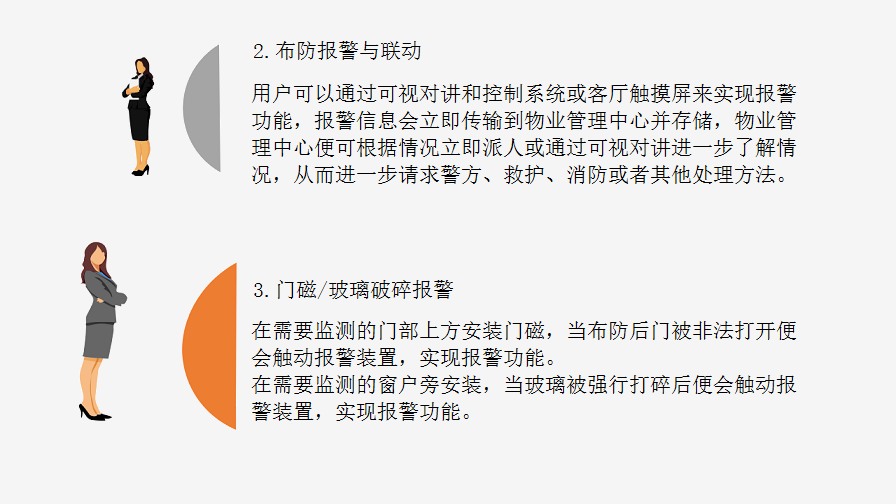 2.布防报警与联动
用户可以通过可视对讲和控制系统或客厅触摸屏来实现报警
功能，报警信息会立即传输到物业管理中心并存储，物业管
理中心便可根据情况立即派人或通过可视对讲进一步了解情
况，从而进一步请求警方、救护、消防或者其他处理方法。
3.门磁/玻璃破碎报警
在需要监测的门部上方安装门磁，当布防后门被非法打开便
会触动报警装置，实现报警功能。
在需要监测的窗户旁安装，当玻璃被强行打碎后便会触动报
警装置，实现报警功能。